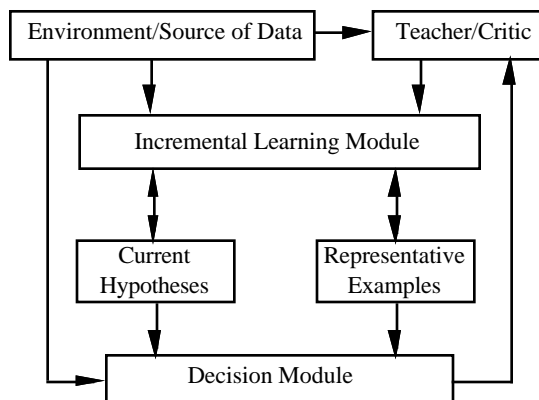 Environment/Source of Data
Teacher/Critic
Incremental Learning Module
Current
Hypotheses
Representative
Examples
Decision Module